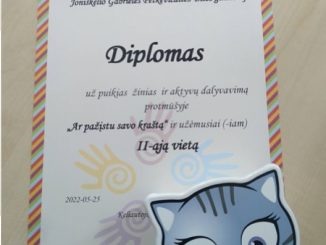 Joniškėlio Gabrielės Petkevičaitės-Bitės
Diplomas
už puikias žinias ir aktyvų dalyvavimą
protmūšyje
„Ar pažįstu savo kraštą" ir užėmusiai (-iam)
II-ąją vietą
2022-05-25